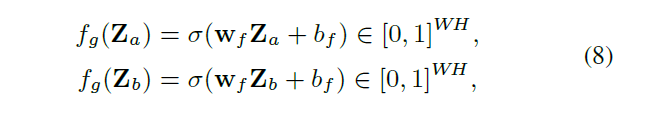 f_g(𝐙_a) = σ(𝐰_f 𝐙_a + b_f) ∈ [0, 1]^{WH},
f_g(𝐙_b) = σ(𝐰_f 𝐙_b + b_f) ∈ [0, 1]^{WH},
(8)